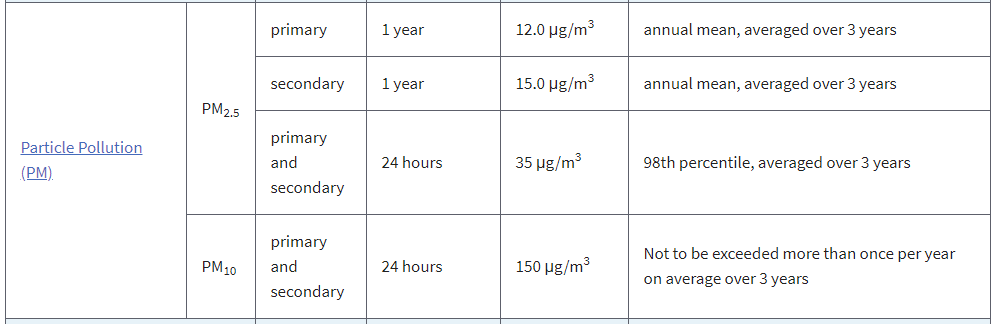 primary 1 year 12.0 μg/m³ annual mean, averaged over 3 years
secondary 1 year 15.0 μg/m³ annual mean, averaged over 3 years
PM₂.₅
Particle Pollution
(PM)
primary
and
secondary
24 hours 35 μg/m³ 98th percentile, averaged over 3 years
PM₁₀
primary
and
secondary
24 hours 150 μg/m³
Not to be exceeded more than once per year
on average over 3 years